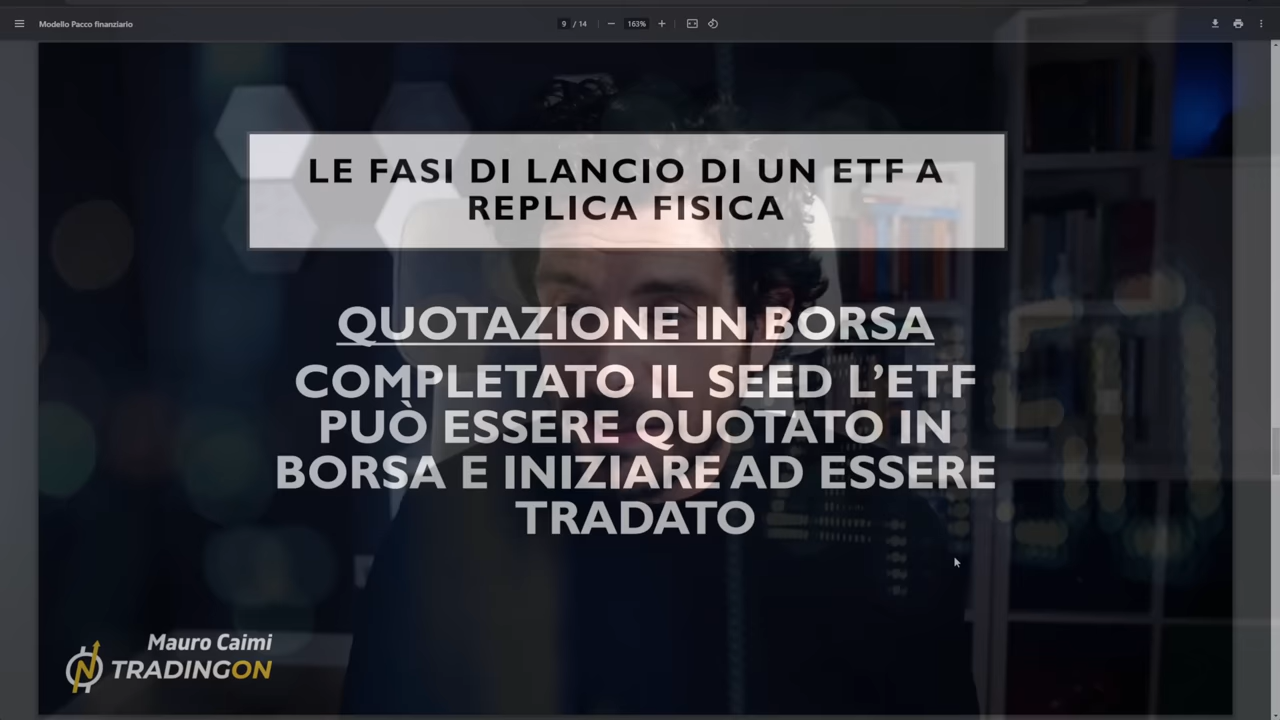 Modello Pacco finanziario
9 / 14
163%
LE FASI DI LANCIO DI UN ETF A
REPLICA FISICA
QUOTAZIONE IN BORSA
COMPLETATO IL SEED L’ETF
PUÒ ESSERE QUOTATO IN
BORSA E INIZIARE AD ESSERE
TRADATO
Mauro Caimi
TRADINGON